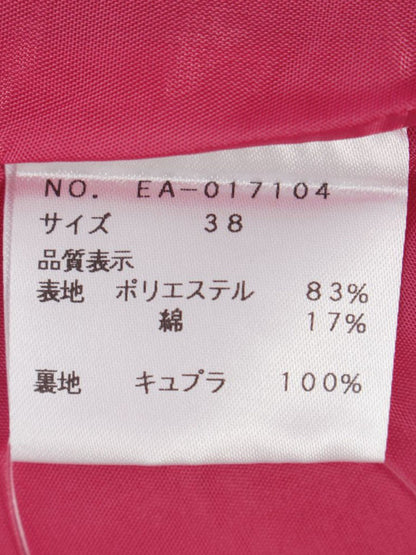 NO. EA-017104
サイズ 38
品質表示
表地 ポリエステル 83%
綿 17%
裏地 キュプラ 100%